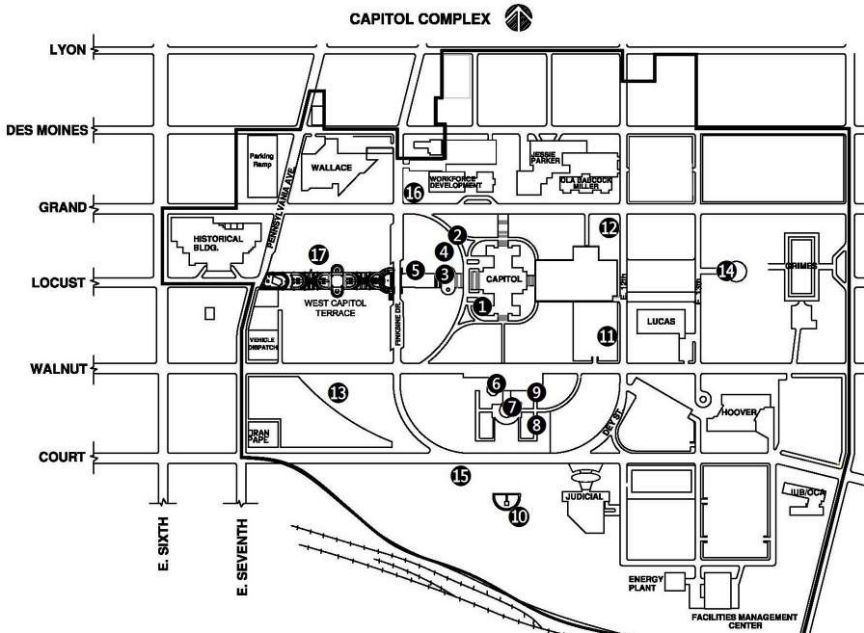 CAPITOL COMPLEX
LYON
DES MOINES
Parking
Ramp
PENNSYLVANIA AVE.
WALLACE
WORKFORCE
DEVELOPMENT
JESSIE
PARKER
OLA BABCOCK
MILLER
16
GRAND
HISTORICAL
BLDG.
2
12
4
17
5
3
CAPITOL
14
GRIMES
LOCUST
WEST CAPITOL
TERRACE
FINKBINE DR.
1
E. 12th
E. 13th
LUCAS
VEHICLE
DISPATCH
11
WALNUT
6
13
9
7
8
DEY ST
HOOVER
COURT
15
10
JUDICIAL
IUB/OCA
E. SIXTH
E. SEVENTH
ENERGY
PLANT
FACILITIES MANAGEMENT
CENTER